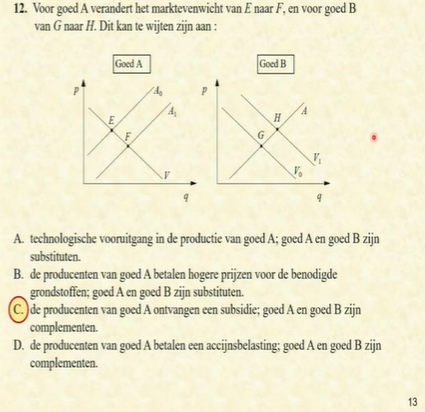 12. Voor goed A verandert het marktevenwicht van E naar F, en voor goed B
van G naar H. Dit kan te wijten zijn aan :
Goed A
Goed B
P
A₀
A₁
E
F
V
q
P
H
A
G
V₁
V₀
q
A. technologische vooruitgang in de productie van goed A; goed A en goed B zijn
substituten.
B. de producenten van goed A betalen hogere prijzen voor de benodigde
grondstoffen; goed A en goed B zijn substituten.
C. de producenten van goed A ontvangen een subsidie; goed A en goed B zijn
complementen.
D. de producenten van goed A betalen een accijnsbelasting; goed A en goed B zijn
complementen.
13